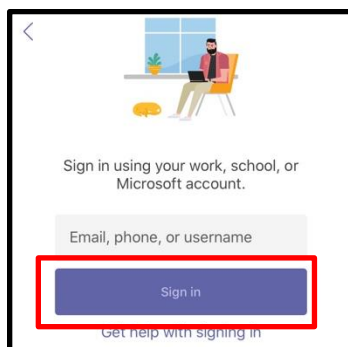 Sign in using your work, school, or
Microsoft account.
Email, phone, or username
Sign in
Get help with signing in